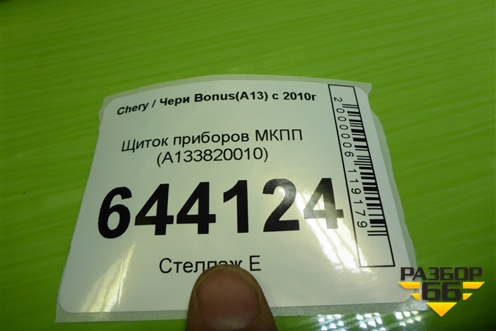 Chery / Чери Bonus(A13) с 2010г
Щиток приборов МКПП
(A133820010)
644124
Стеллаж Е
2000006119179
РАЗБОР
66